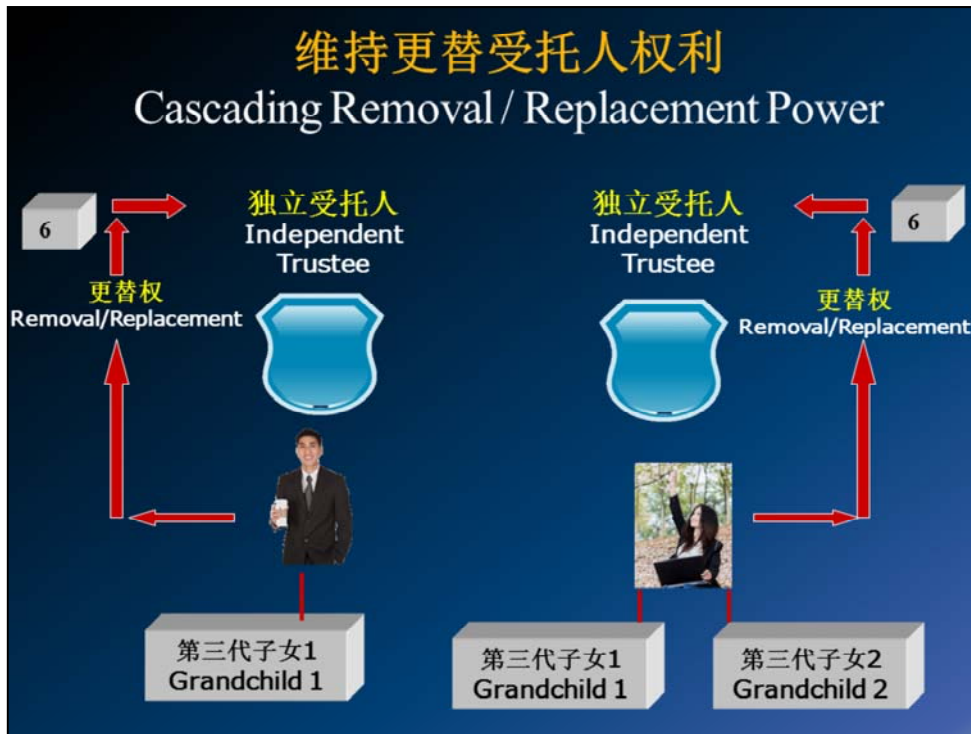 维持更替受托人权利
Cascading Removal / Replacement Power
6
独立受托人
Independent
Trustee
更替权
Removal/Replacement
独立受托人
Independent
Trustee
6
更替权
Removal/Replacement
第三代子女1
Grandchild 1
第三代子女1
Grandchild 1
第三代子女2
Grandchild 2